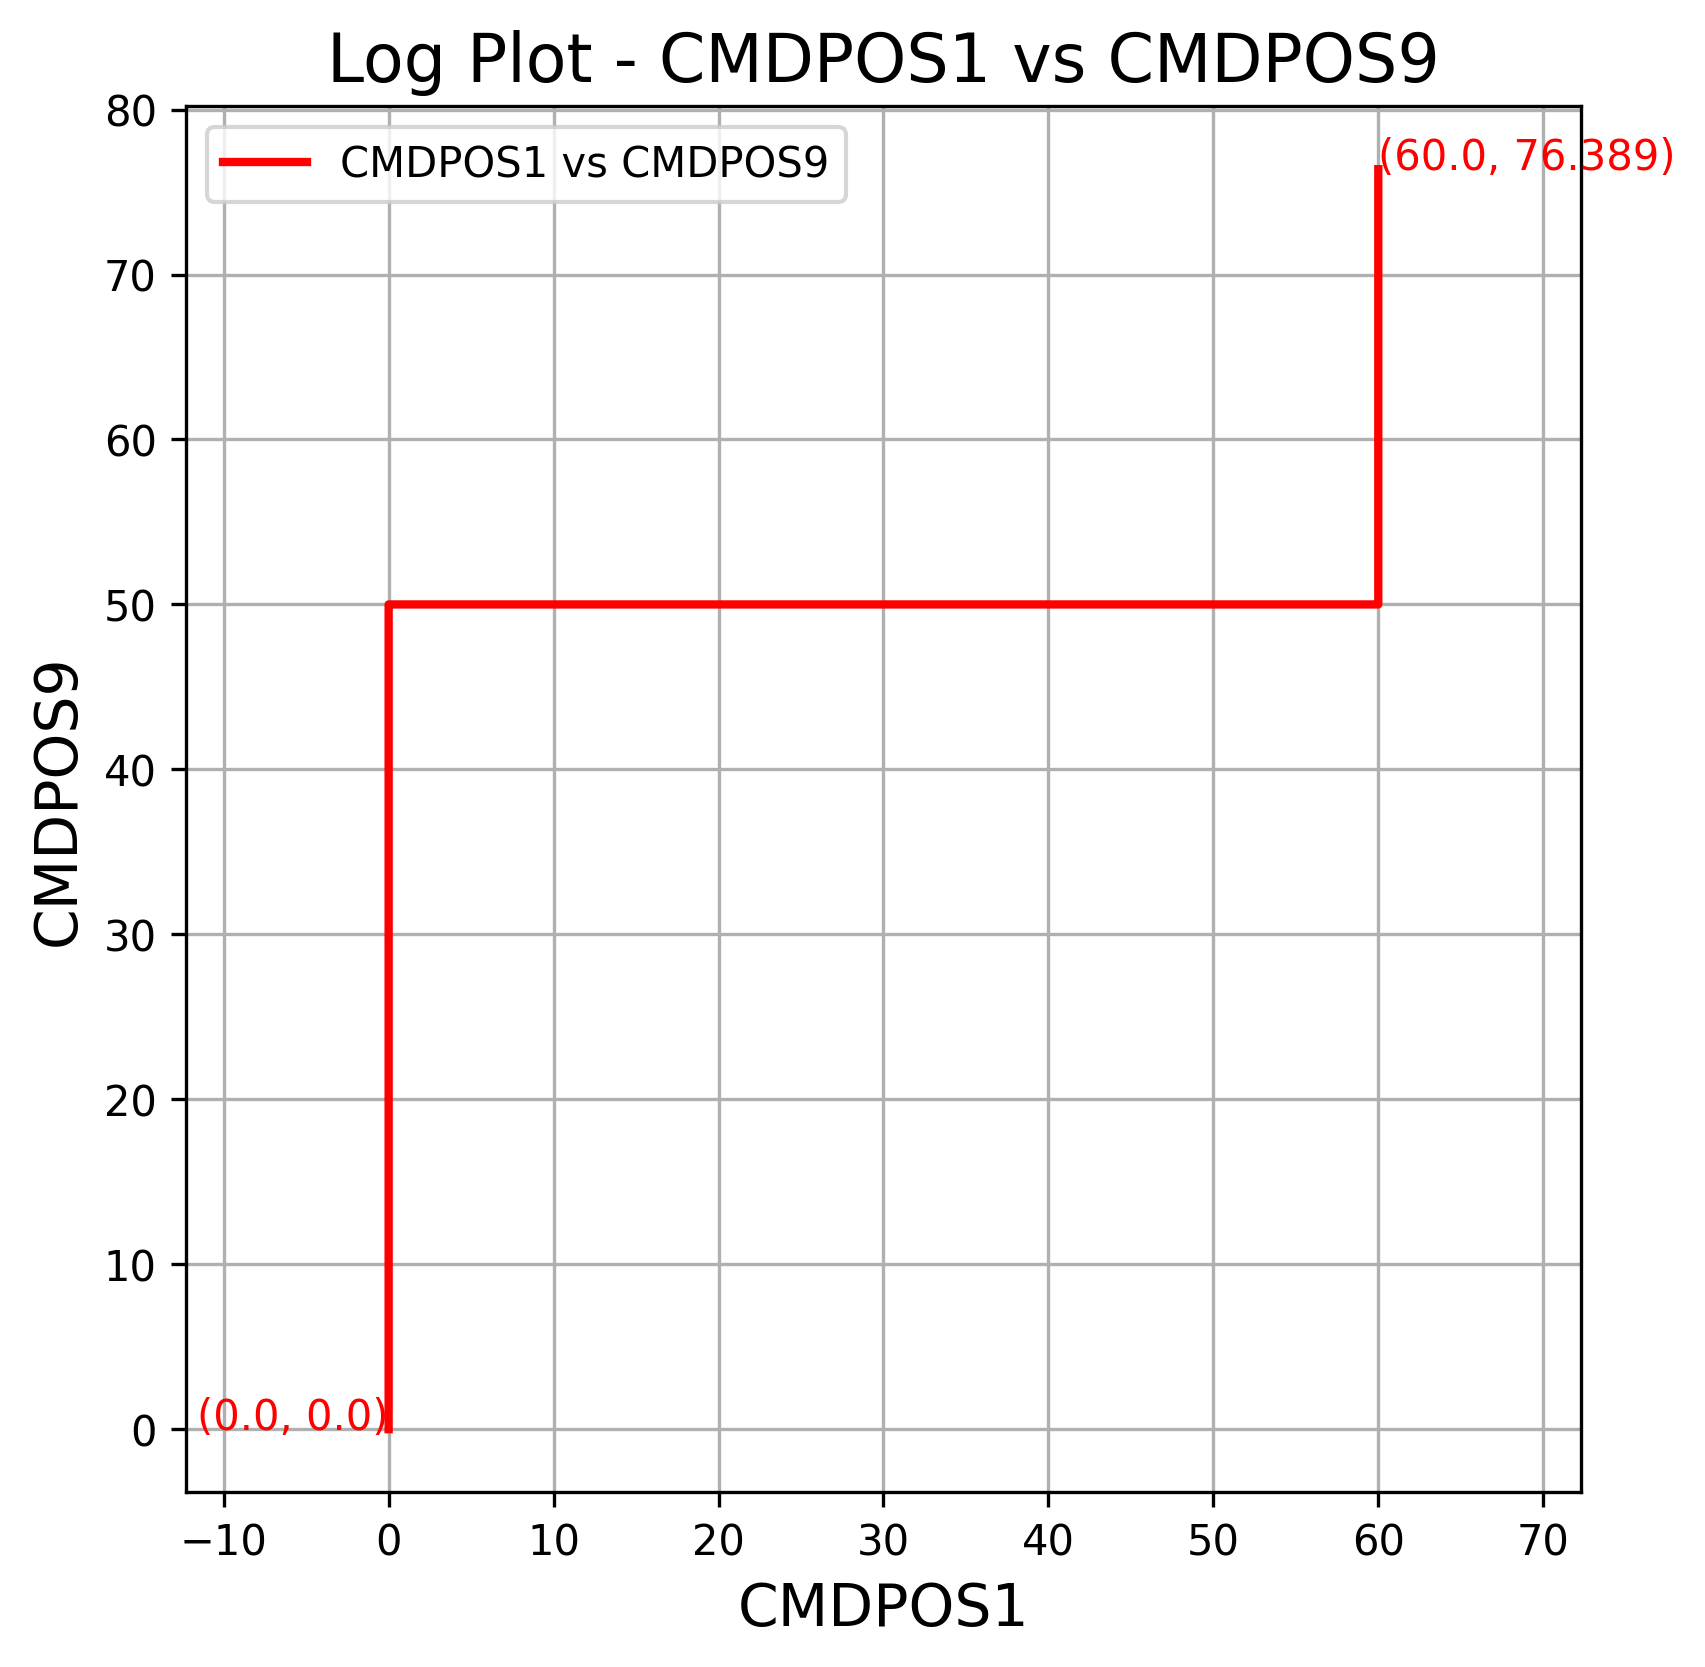 Log Plot - CMDPOS1 vs CMDPOS9
CMDPOS1 vs CMDPOS9
(60.0, 76.389)
(0.0, 0.0)
80
70
60
50
40
30
20
10
0
CMDPOS9
−10 0 10 20 30 40 50 60 70
CMDPOS1